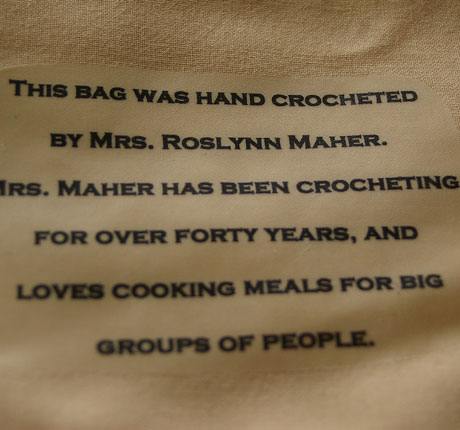 This bag was hand crocheted
by Mrs. Roslynn Maher.
Mrs. Maher has been crocheting
for over forty years, and
loves cooking meals for big
groups of people.